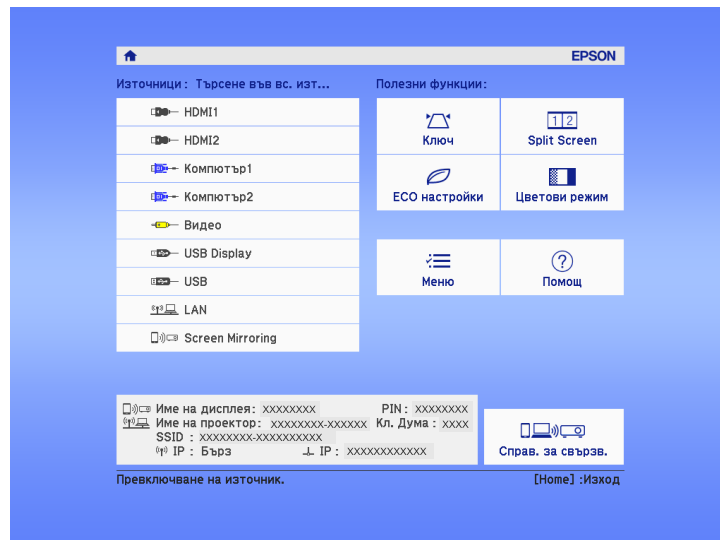 EPSON
Източници : Търсене във вс. изт...
Полезни функции:
HDMI1
HDMI2
Компютър1
Компютър2
Видео
USB Display
USB
LAN
Screen Mirroring
Ключ
1 2
Split Screen
ECO настройки
Цветови режим
Меню
?
Помощ
Име на дисплея: XXXXXXXX PIN : XXXXXXXX
Име на проектор: XXXXXXXX-XXXXXX Кл. Дума : XXXX
SSID : XXXXXXXX-XXXXXXXXXX
IP : Бърз IP : XXXXXXXXXXXX
Справ. за свързв.
Превключване на източник. [Home] :Изход